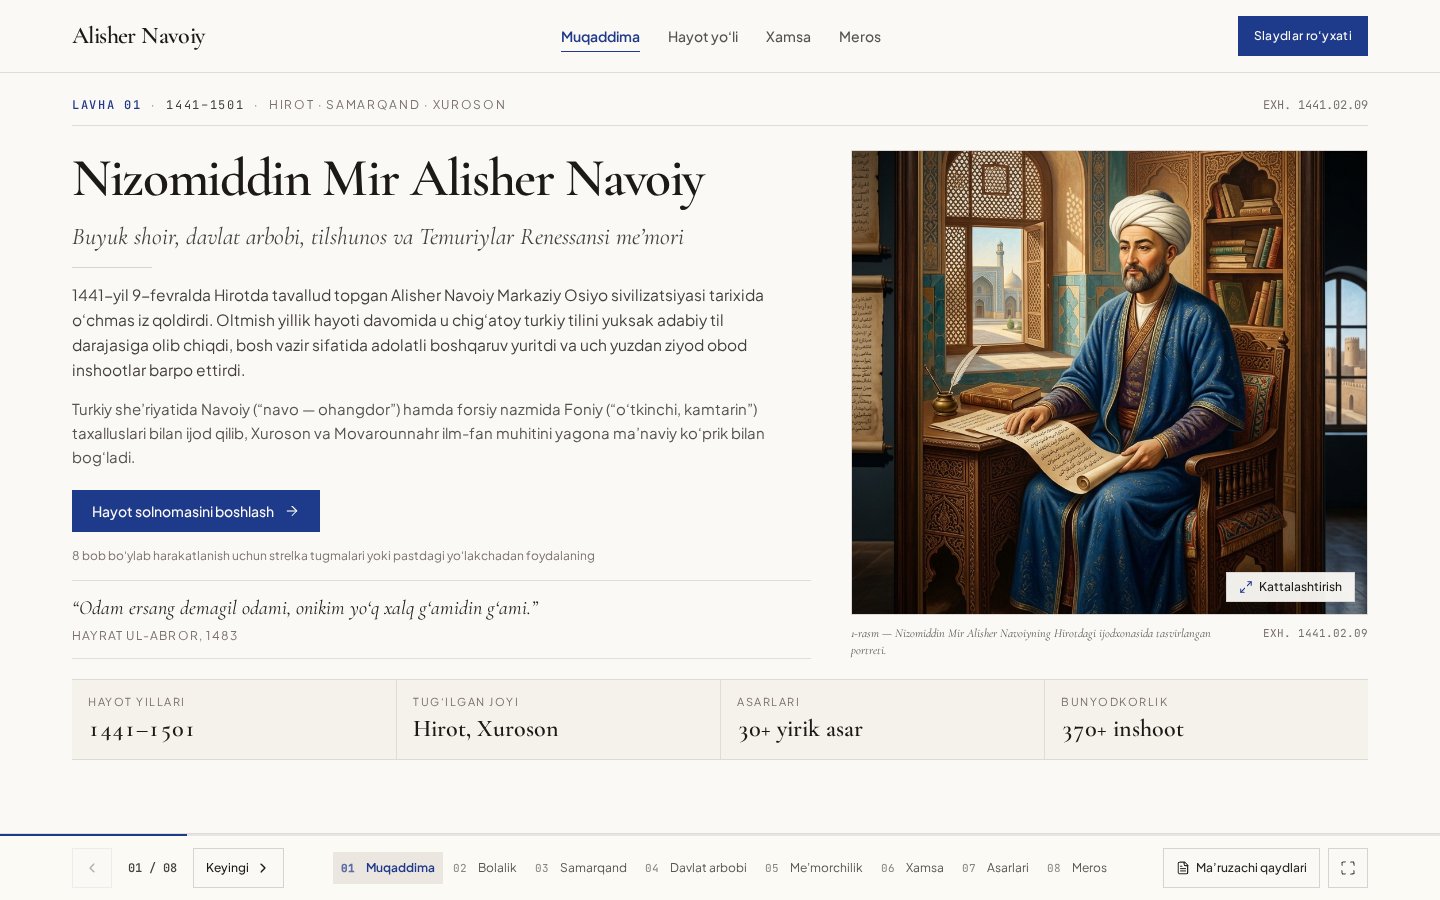 Alisher Navoiy
Muqaddima
Hayot yo‘li
Xamsa
Meros
Slaydlar ro‘yxati
LAVHA 01 · 1441–1501 · HIROT · SAMARQAND · XUROSON
EXH. 1441.02.09
Nizomiddin Mir Alisher Navoiy
Buyuk shoir, davlat arbobi, tilshunos va Temuriylar Renessansi me’mori
1441–yil 9–fevralda Hirotda tavallud topgan Alisher Navoiy Markaziy Osiyo sivilizatsiyasi tarixida
o‘chmas iz qoldirdi. Oltmish yillik hayoti davomida u chig‘atoy turkiy tilini yuksak adabiy til
darajasiga olib chiqdi, bosh vazir sifatida adolatli boshqaruv yuritdi va uch yuzdan ziyod obod
inshootlar barpo ettirdi.
Turkiy she’riyatida Navoiy (“navo — ohangdor”) hamda forsiy nazmida Foniy (“o‘tkinchi, kamtarin”)
taxalluslari bilan ijod qilib, Xuroson va Movarounnahr ilm-fan muhitini yagona ma’naviy ko‘prik bilan
bog‘ladi.
Hayot solnomasini boshlash
8 bob bo‘ylab harakatlanish uchun strelka tugmalari yoki pastdagi yo‘lakchadan foydalaning
“Odam ersang demagil odami, onikim yo‘q xalq g‘amidin g‘ami.”
HAYRAT UL-ABROR, 1483
Kattalashtirish
1-rasm — Nizomiddin Mir Alisher Navoiyning Hirotdagi ijodxonasida tasvirlangan
portreti.
EXH. 1441.02.09
HAYOT YILLARI
1441–1501
TUG‘ILGAN JOYI
Hirot, Xuroson
ASARLARI
30+ yirik asar
BUNYODKORLIK
370+ inshoot
01 / 08
Keyingi
01 Muqaddima
02 Bolalik
03 Samarqand
04 Davlat arbobi
05 Me’morchilik
06 Xamsa
07 Asarlari
08 Meros
Ma’ruzachi qaydlari